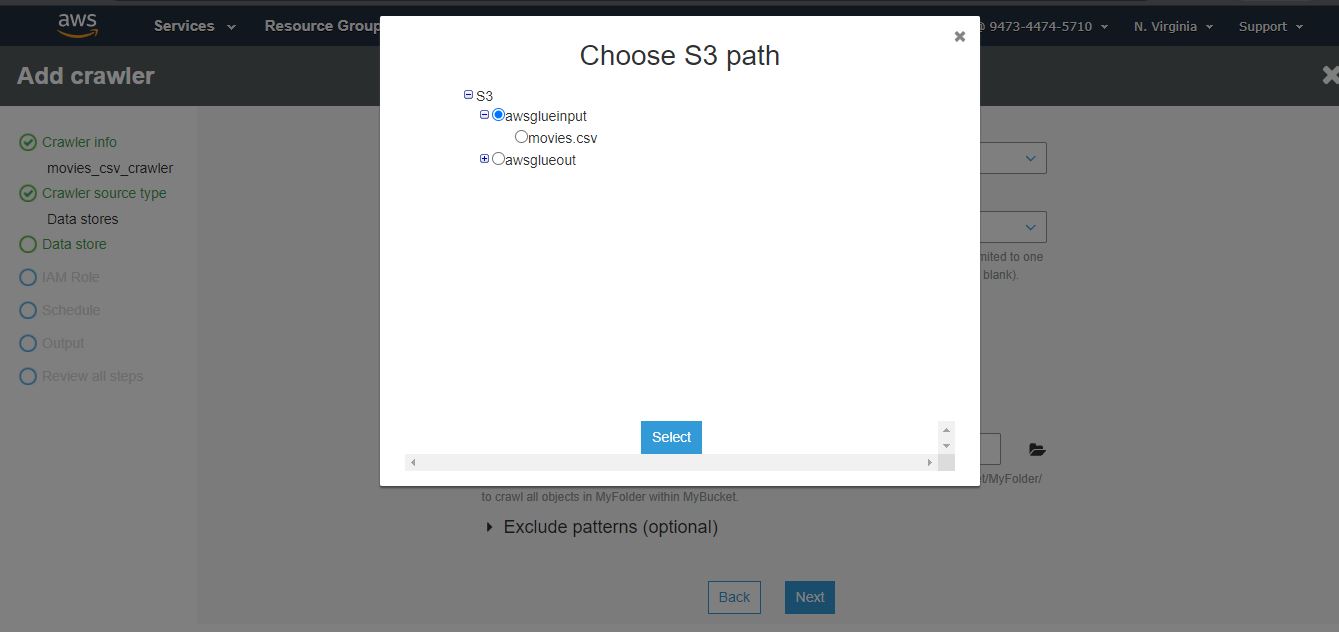 aws
Services
Resource Group
9473-4474-5710
N. Virginia
Support
Add crawler
Crawler info
movies_csv_crawler
Crawler source type
Data stores
Data store
IAM Role
Schedule
Output
Review all steps
Choose S3 path
S3
awsglueinput
movies.csv
awsglueout
Select
mited to one
blank).
t/MyFolder/
to crawl all objects in MyFolder within MyBucket.
Exclude patterns (optional)
Back
Next